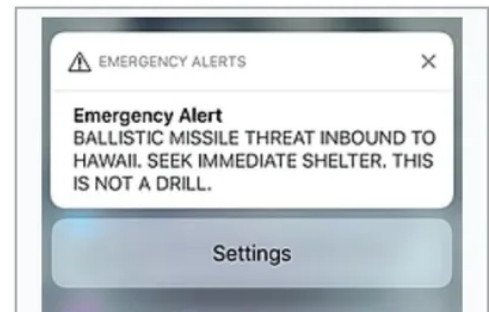 EMERGENCY ALERTS
Emergency Alert
BALLISTIC MISSILE THREAT INBOUND TO
HAWAII. SEEK IMMEDIATE SHELTER. THIS
IS NOT A DRILL.
Settings